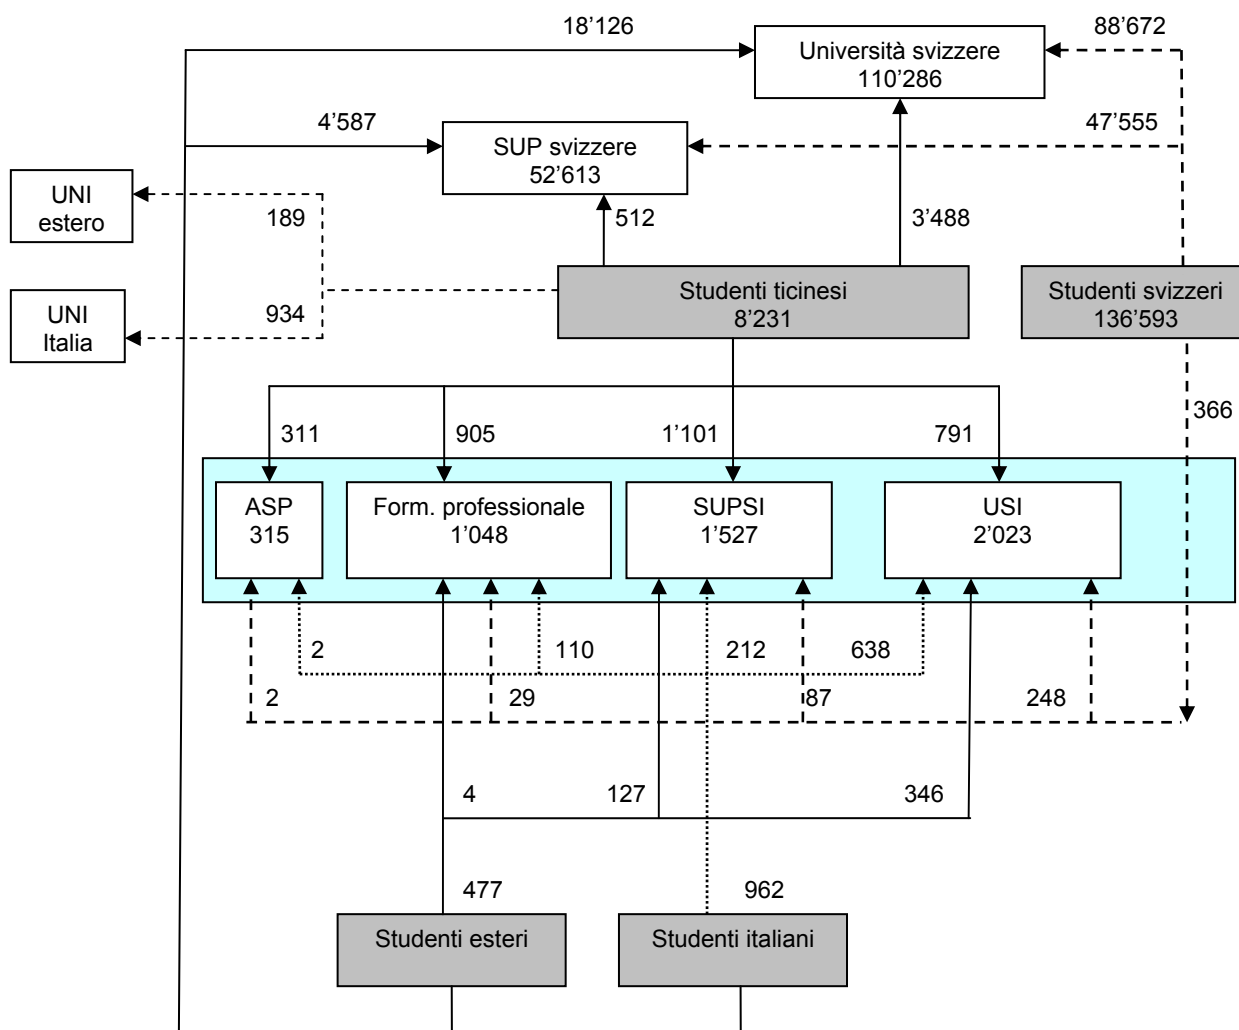 18’126
88’672
Università svizzere
110’286
4’587
47’555
SUP svizzere
52’613
UNI
estero
189
512
3’488
Studenti ticinesi
8’231
Studenti svizzeri
136’593
UNI
Italia
934
366
311
905
1’101
791
ASP
315
Form. professionale
1’048
SUPSI
1’527
USI
2’023
2
110
212
638
2
29
87
248
4
127
346
477
962
Studenti esteri
Studenti italiani